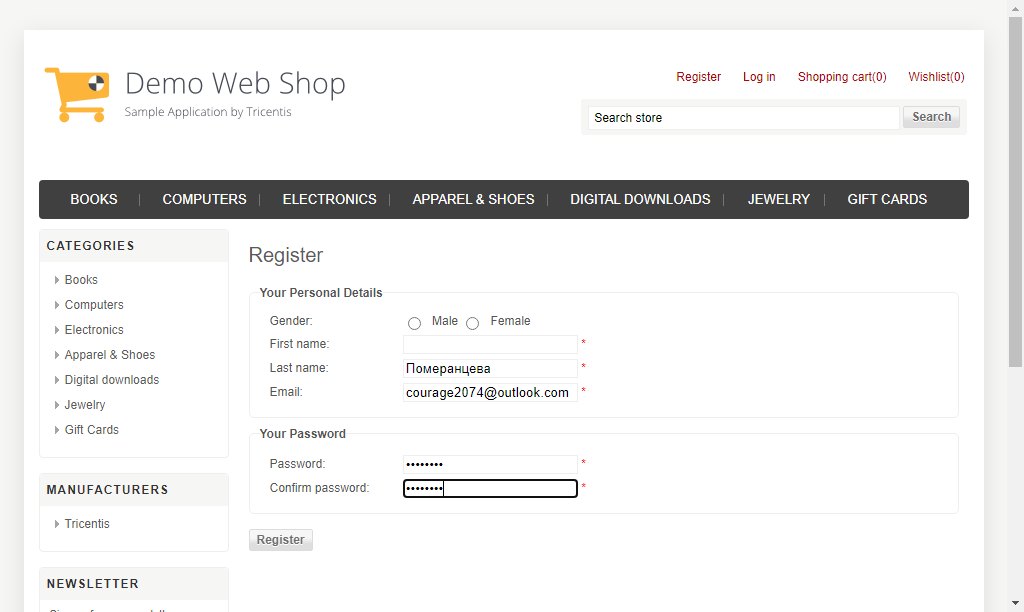 Demo Web Shop
Sample Application by Tricentis
Register Log in Shopping cart(0) Wishlist(0)
Search store Search
BOOKS COMPUTERS ELECTRONICS APPAREL & SHOES DIGITAL DOWNLOADS JEWELRY GIFT CARDS
CATEGORIES
Books
Computers
Electronics
Apparel & Shoes
Digital downloads
Jewelry
Gift Cards
MANUFACTURERS
Tricentis
NEWSLETTER
Register
Your Personal Details
Gender: Male Female
First name: *
Last name: Померанцева *
Email: courage2074@outlook.com *
Your Password
Password: •••••••• *
Confirm password: •••••••• *
Register